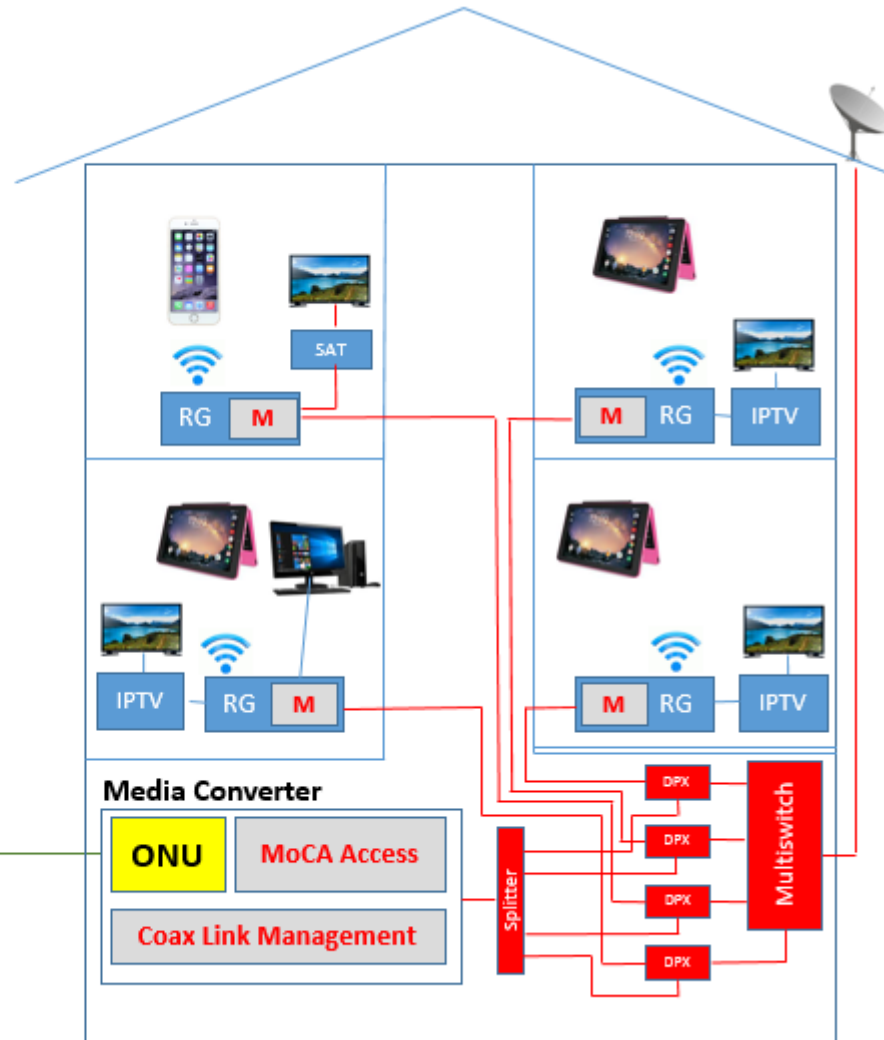 SAT
RG
M
M
RG
IPTV
IPTV
RG
M
M
RG
IPTV
Media Converter
ONU
MoCA Access
Coax Link Management
Splitter
DPX
DPX
DPX
DPX
Multiswitch